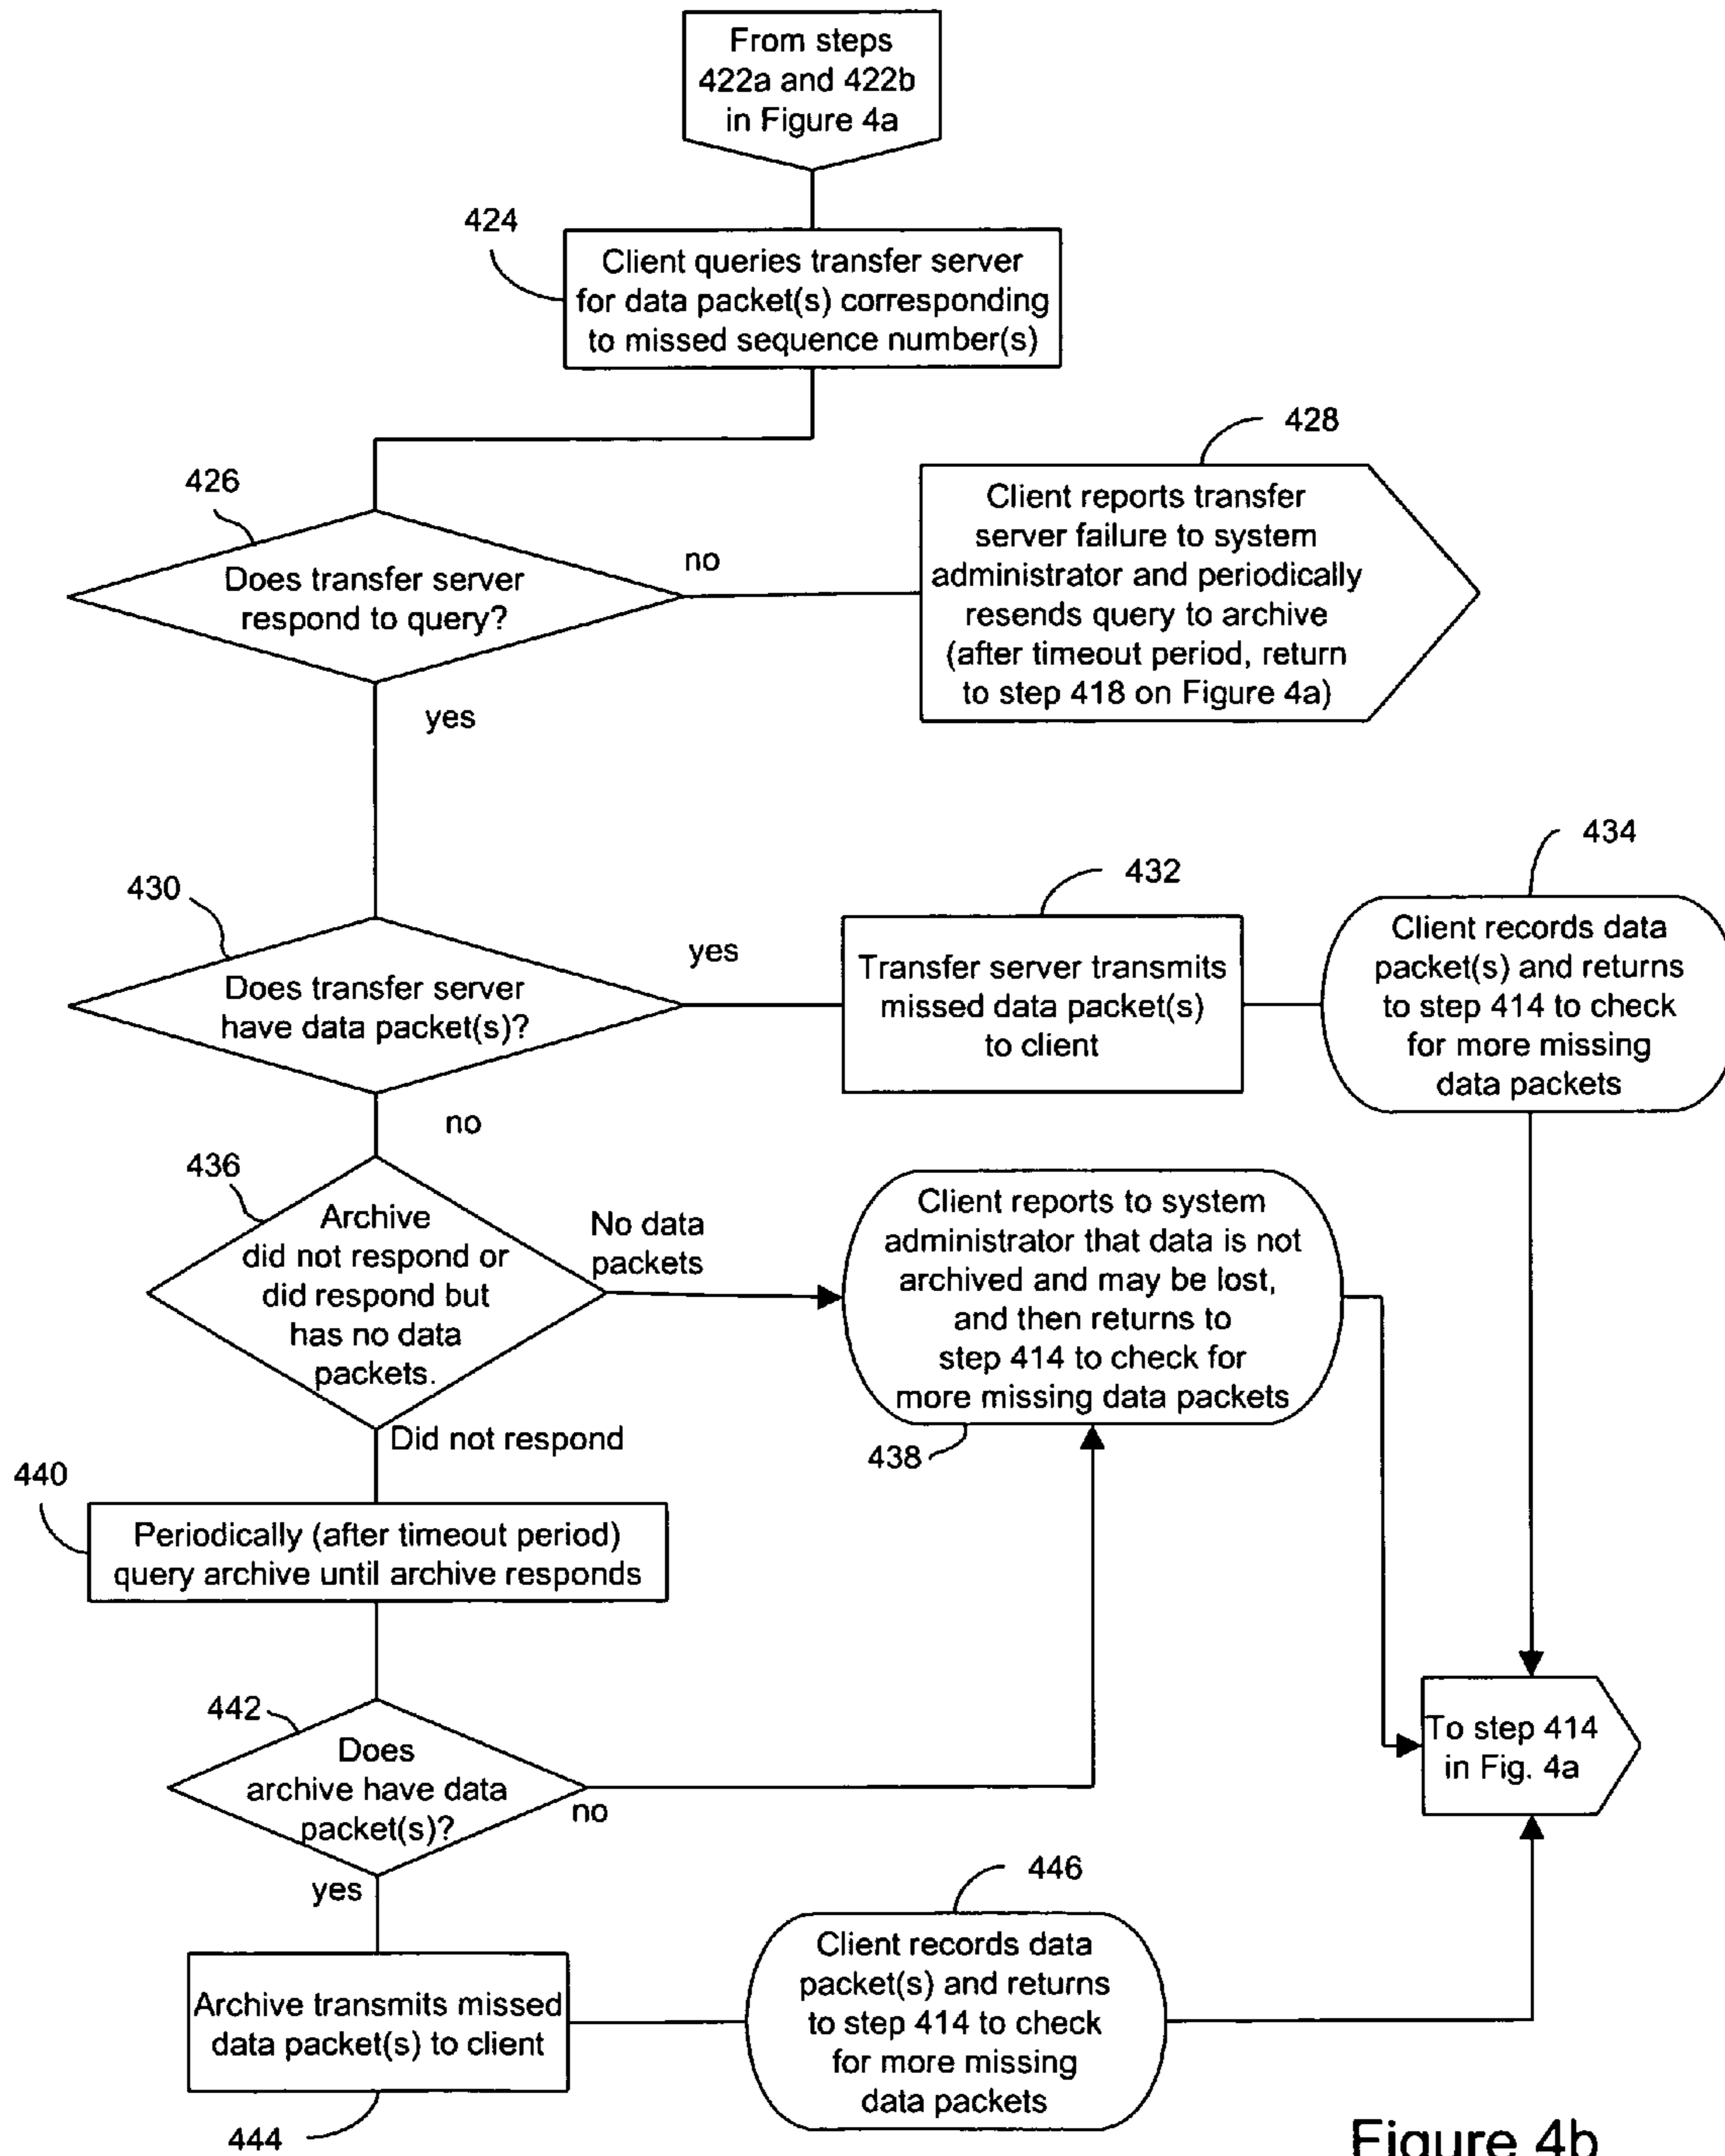 From steps
422a and 422b
in Figure 4a
424
Client queries transfer server
for data packet(s) corresponding
to missed sequence number(s)
428
426
Does transfer server
respond to query?
no
Client reports transfer
server failure to system
administrator and periodically
resends query to archive
(after timeout period, return
to step 418 on Figure 4a)
yes
430
Does transfer server
have data packet(s)?
yes
432
Transfer server transmits
missed data packet(s)
to client
434
Client records data
packet(s) and returns
to step 414 to check
for more missing
data packets
no
436
Archive
did not respond or
did respond but
has no data
packets.
No data
packets
Client reports to system
administrator that data is not
archived and may be lost,
and then returns to
step 414 to check for
more missing data packets
438
Did not respond
440
Periodically (after timeout period)
query archive until archive responds
442
Does
archive have data
packet(s)?
no
To step 414
in Fig. 4a
yes
Archive transmits missed
data packet(s) to client
444
446
Client records data
packet(s) and returns
to step 414 to check
for more missing
data packets
Figure 4b